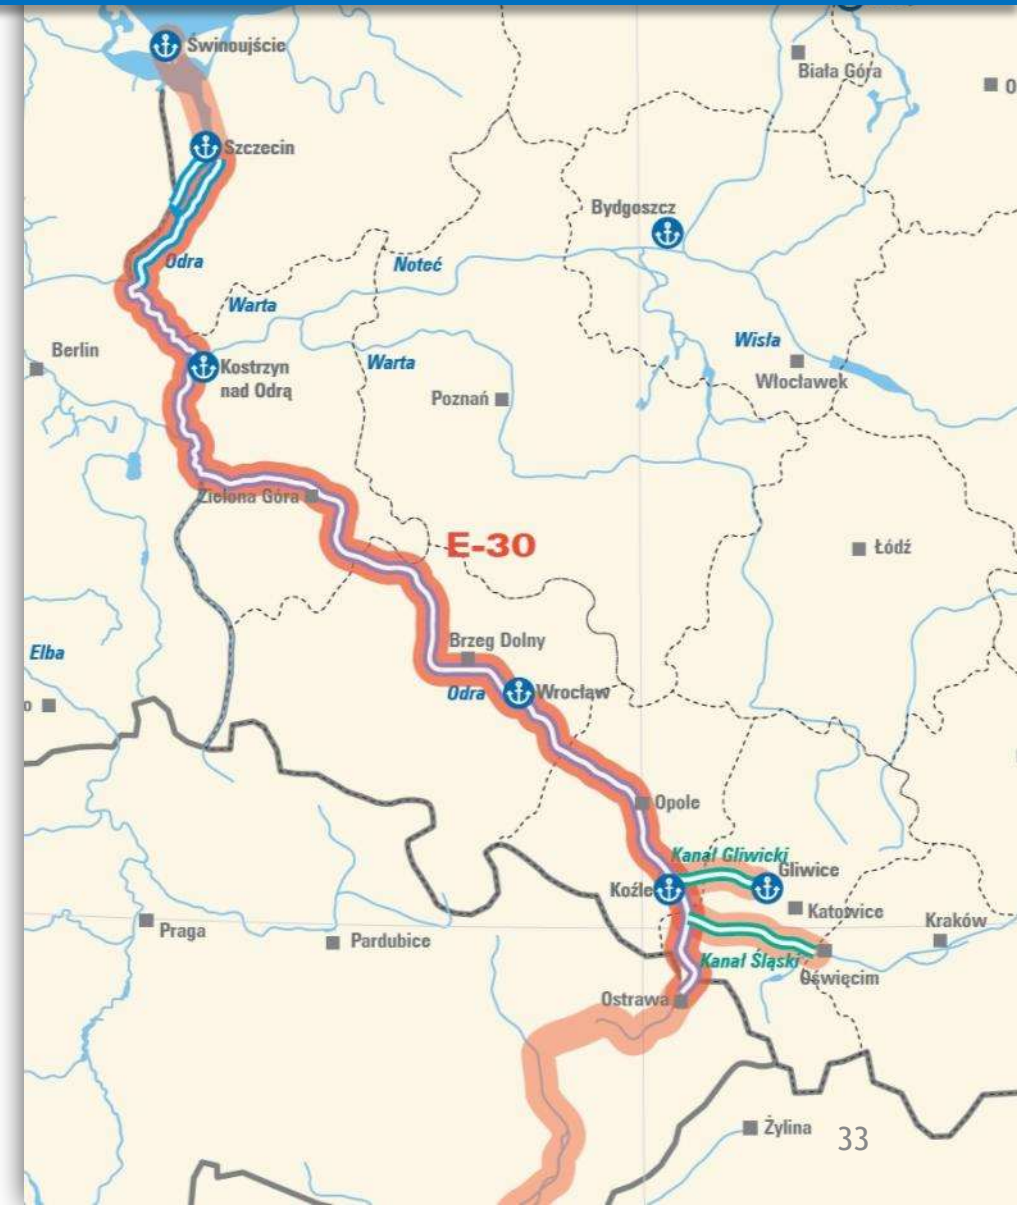 Świnoujście
Biała Góra
O
Szczecin
Bydgoszcz
Odra
Noteć
Warta
Wisła
Berlin
Warta
Kostrzyn
nad Odrą
Włocławek
Poznań
Zielona Góra
E-30
Łódź
Brzeg Dolny
Elba
Odra
Wrocław
o
Opole
Kanał Gliwicki
Gliwice
Koźle
Katowice
Kraków
Praga
Pardubice
Kanał Śląski
Oświęcim
Ostrawa
Żylina
33